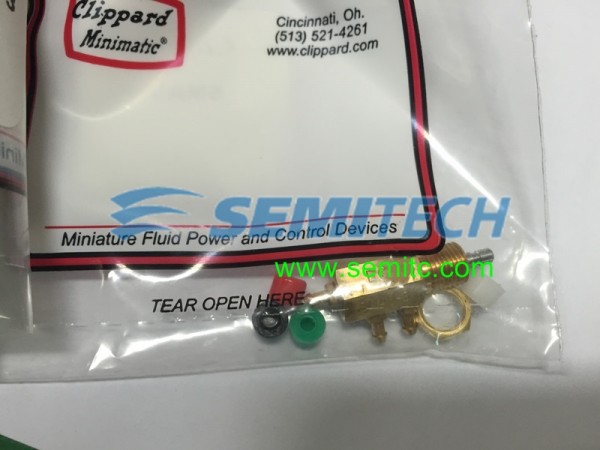 Clippard
Minimatic®
Cincinnati, Oh.
(513) 521-4261
www.clippard.com
SEMITECH
Miniature Fluid Power and Control Devices
www.semitc.com
TEAR OPEN HERE